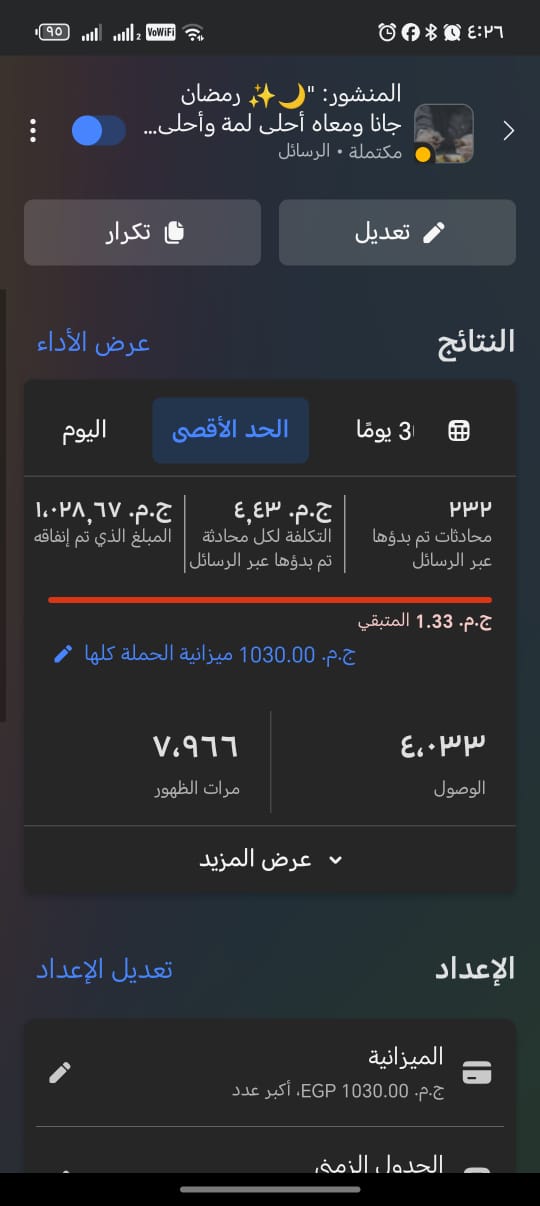 ٩٥ 2 VoWiFi ٤:٢٦
المنشور: "🌙✨ رمضان
جانا ومعاه أحلى لمة وأحلى...
مكتملة • الرسائل
تعديل
تكرار
النتائج
عرض الأداء
3 يومًا
الحد الأقصى
اليوم
٢٣٢
محادثات تم بدؤها
عبر الرسائل
ج.م. ٤,٤٣
التكلفة لكل محادثة
تم بدؤها عبر الرسائل
ج.م. ١،٠٢٨,٦٧
المبلغ الذي تم إنفاقه
ج.م. 1.33 المتبقي
ج.م. 1030.00 ميزانية الحملة كلها
٤،٠٣٣
الوصول
٧،٩٦٦
مرات الظهور
عرض المزيد
الإعداد
تعديل الإعداد
الميزانية
ج.م. EGP 1030.00، أكبر عدد
الجدول الزمني